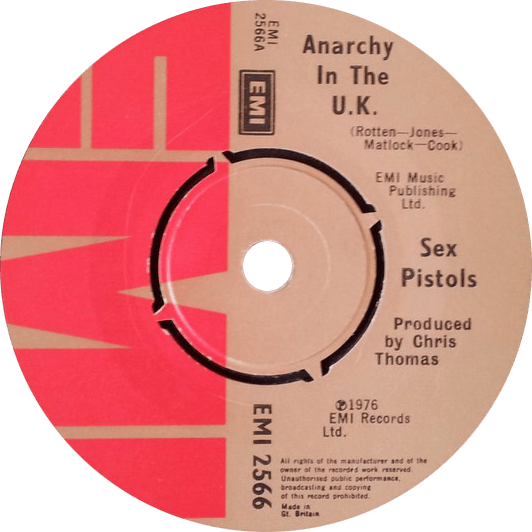 EMI
2566A
EMI
Anarchy
In The
U.K.
(Rotten—Jones—
Matlock—Cook)
EMI Music
Publishing
Ltd.
Sex
Pistols
Produced
by Chris
Thomas
℗1976
EMI Records
Ltd.
EMI 2566
All rights of the manufacturer and of the
owner of the recorded work reserved.
Unauthorised public performance,
broadcasting and copying
of this record prohibited.
Made in
Gt. Britain
EMI